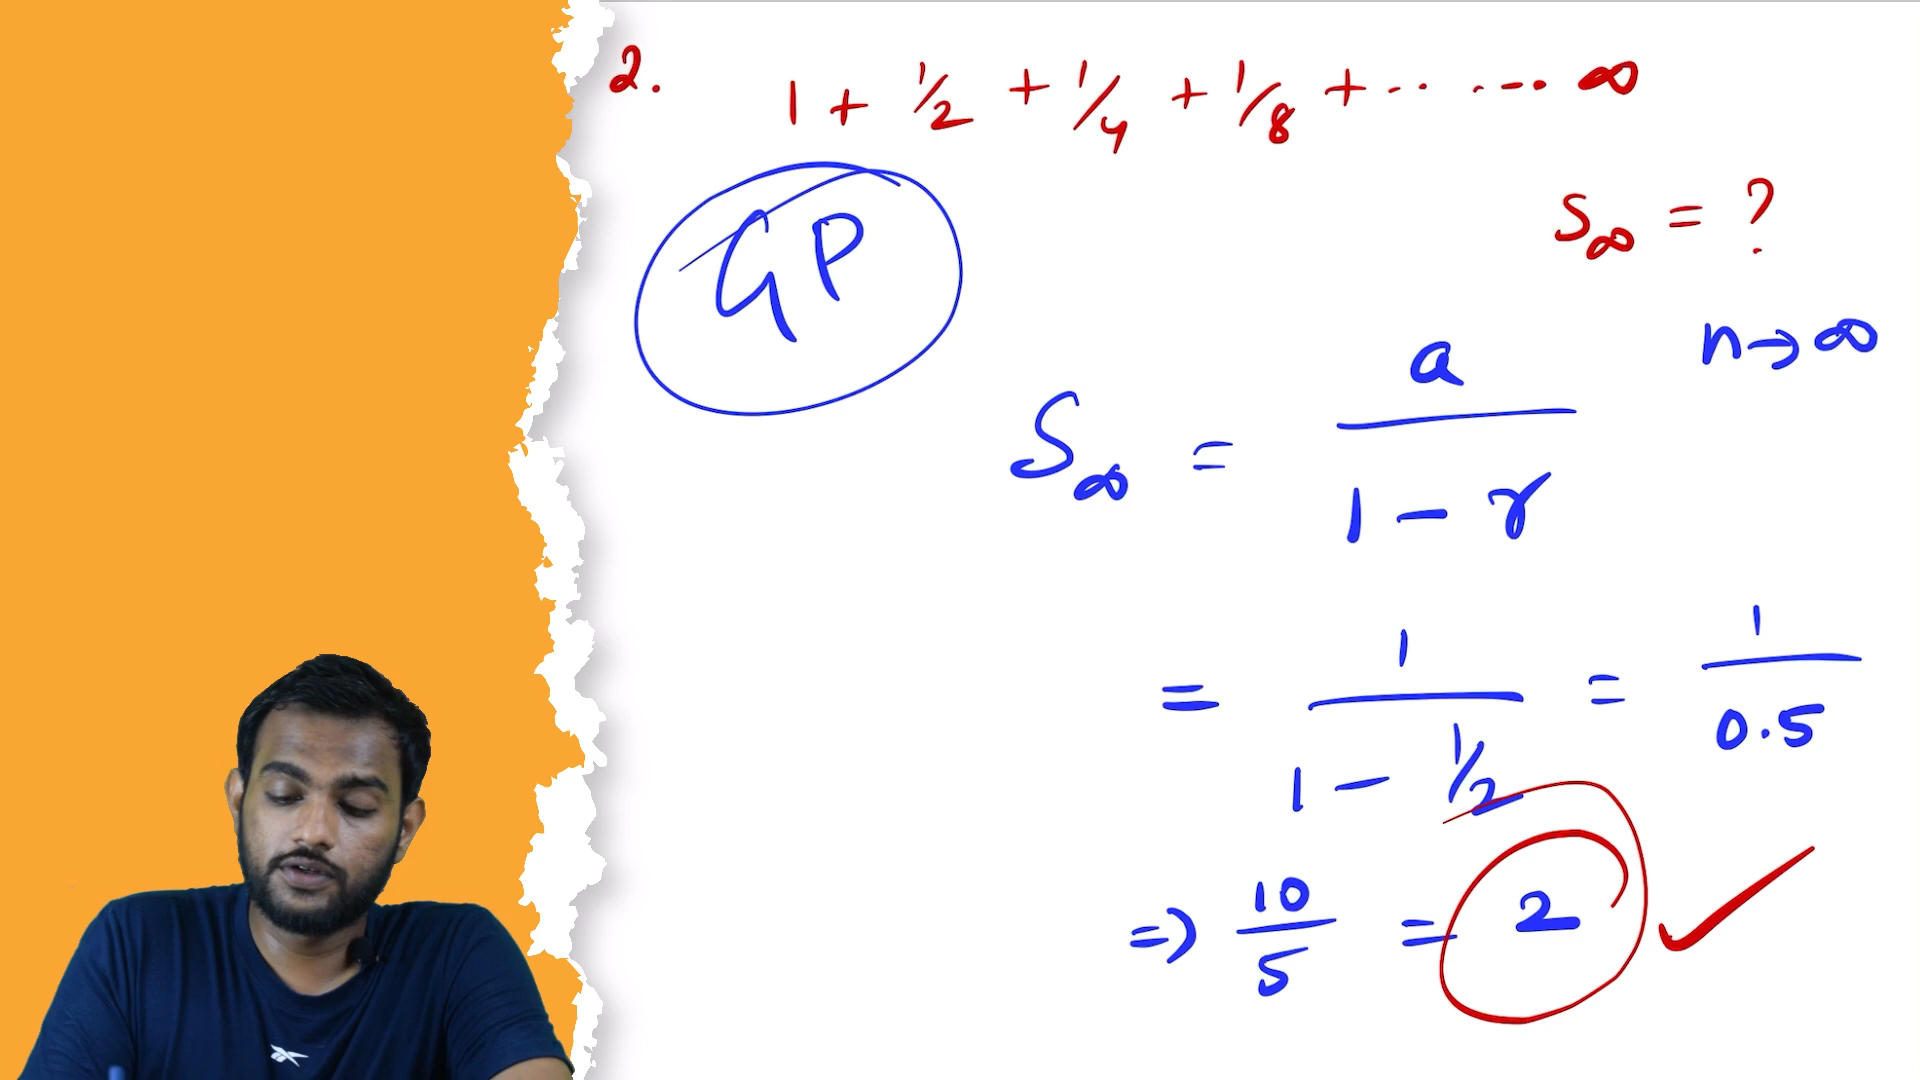 2. 1 + 1/2 + 1/4 + 1/8 + ..... ∞
S∞ = ?
GP
n → ∞
S∞ = a / 1 - r
= 1 / 1 - 1/2 = 1 / 0.5
⇒ 10 / 5 = 2 ✓